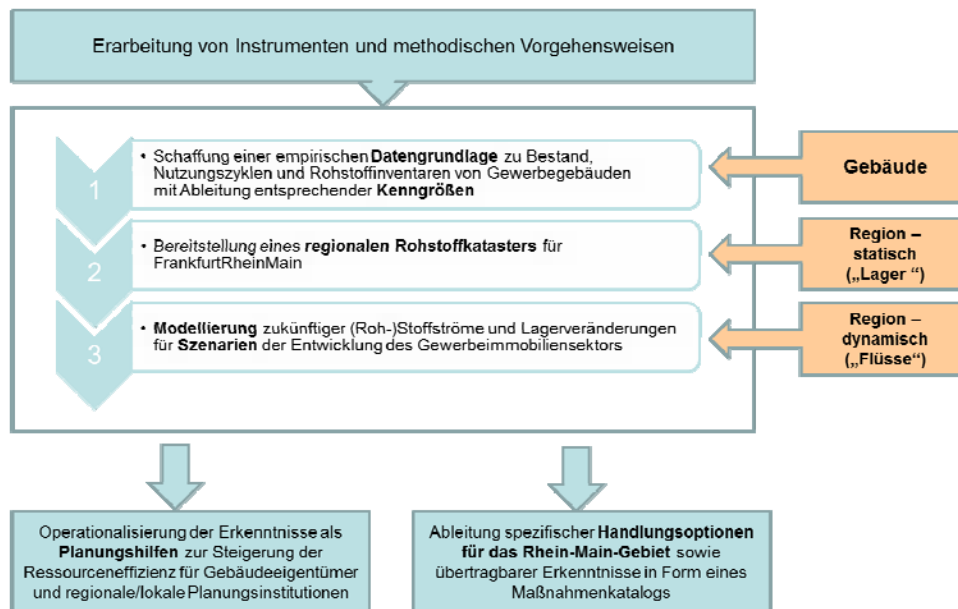 Erarbeitung von Instrumenten und methodischen Vorgehensweisen
1
• Schaffung einer empirischen Datengrundlage zu Bestand,
Nutzungszyklen und Rohstoffinventaren von Gewerbegebäuden
mit Ableitung entsprechender Kenngrößen
Gebäude
2
• Bereitstellung eines regionalen Rohstoffkatasters für
FrankfurtRheinMain
Region –
statisch
(„Lager “)
3
• Modellierung zukünftiger (Roh-)Stoffströme und Lagerveränderungen
für Szenarien der Entwicklung des Gewerbeimmobiliensektors
Region –
dynamisch
(„Flüsse“)
Operationalisierung der Erkenntnisse als
Planungshilfen zur Steigerung der
Ressourceneffizienz für Gebäudeeigentümer
und regionale/lokale Planungsinstitutionen
Ableitung spezifischer Handlungsoptionen
für das Rhein-Main-Gebiet sowie
übertragbarer Erkenntnisse in Form eines
Maßnahmenkatalogs